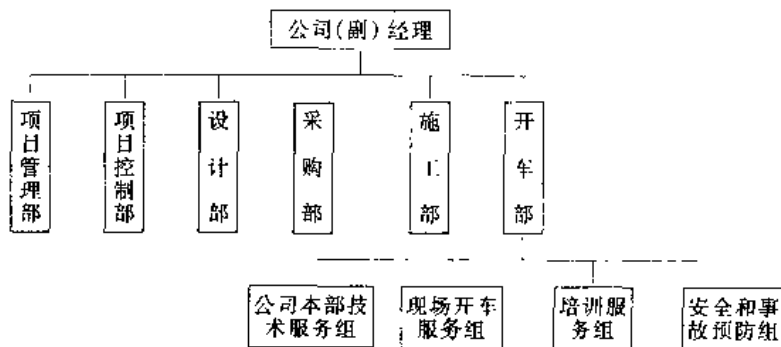 公司(副)经理
项目管理部
项目控制部
设计部
采购部
施工部
开车部
公司本部技
术服务组
现场开车
服务组
培训服
务组
安全和事
故预防组